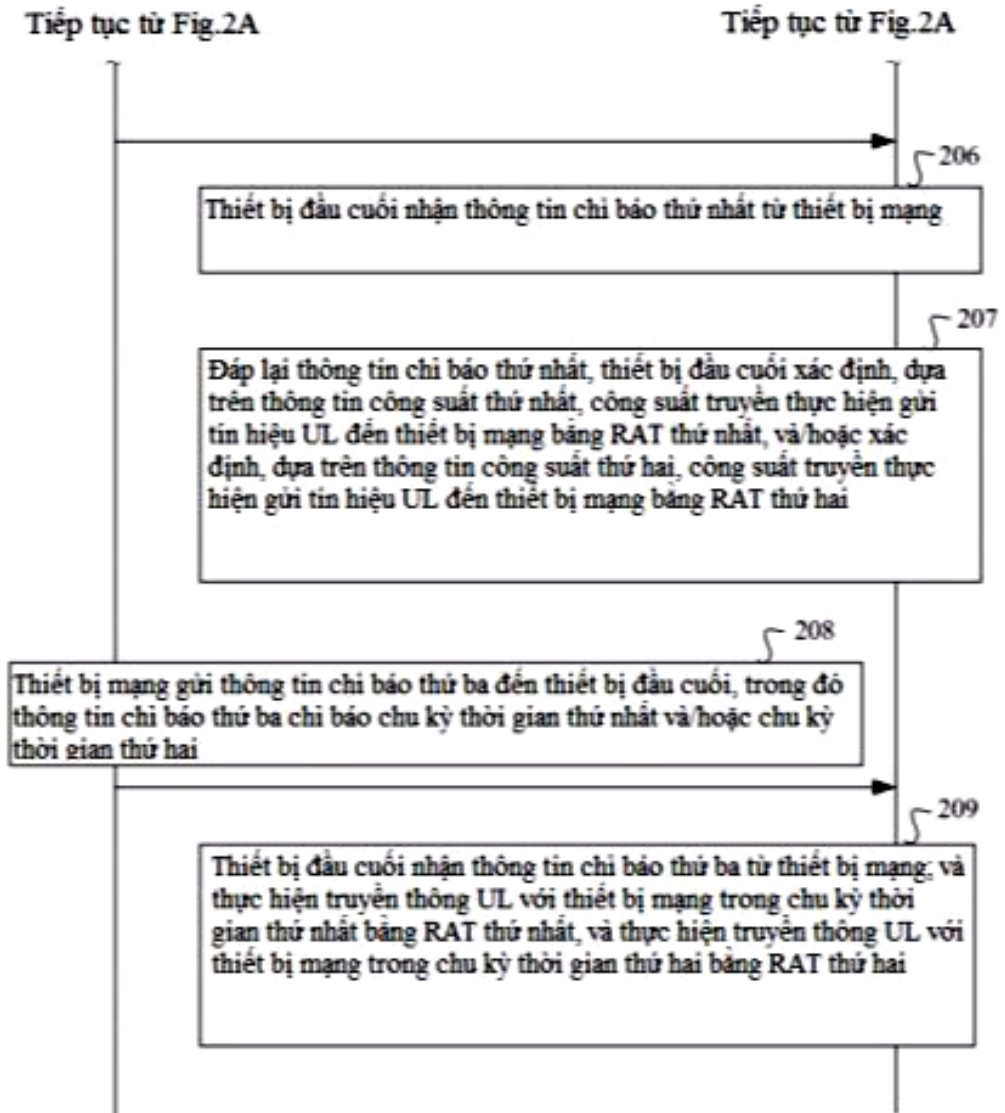 Tiếp tục từ Fig.2A
Tiếp tục từ Fig.2A
206
Thiết bị đầu cuối nhận thông tin chỉ báo thứ nhất từ thiết bị mạng
207
Đáp lại thông tin chỉ báo thứ nhất, thiết bị đầu cuối xác định, dựa
trên thông tin công suất thứ nhất, công suất truyền thực hiện gửi
tín hiệu UL đến thiết bị mạng bằng RAT thứ nhất, và/hoặc xác
định, dựa trên thông tin công suất thứ hai, công suất truyền thực
hiện gửi tín hiệu UL đến thiết bị mạng bằng RAT thứ hai
208
Thiết bị mạng gửi thông tin chỉ báo thứ ba đến thiết bị đầu cuối, trong đó
thông tin chỉ báo thứ ba chỉ báo chu kỳ thời gian thứ nhất và/hoặc chu kỳ
thời gian thứ hai
209
Thiết bị đầu cuối nhận thông tin chỉ báo thứ ba từ thiết bị mạng; và
thực hiện truyền thông UL với thiết bị mạng trong chu kỳ thời
gian thứ nhất bằng RAT thứ nhất, và thực hiện truyền thông UL với
thiết bị mạng trong chu kỳ thời gian thứ hai bằng RAT thứ hai